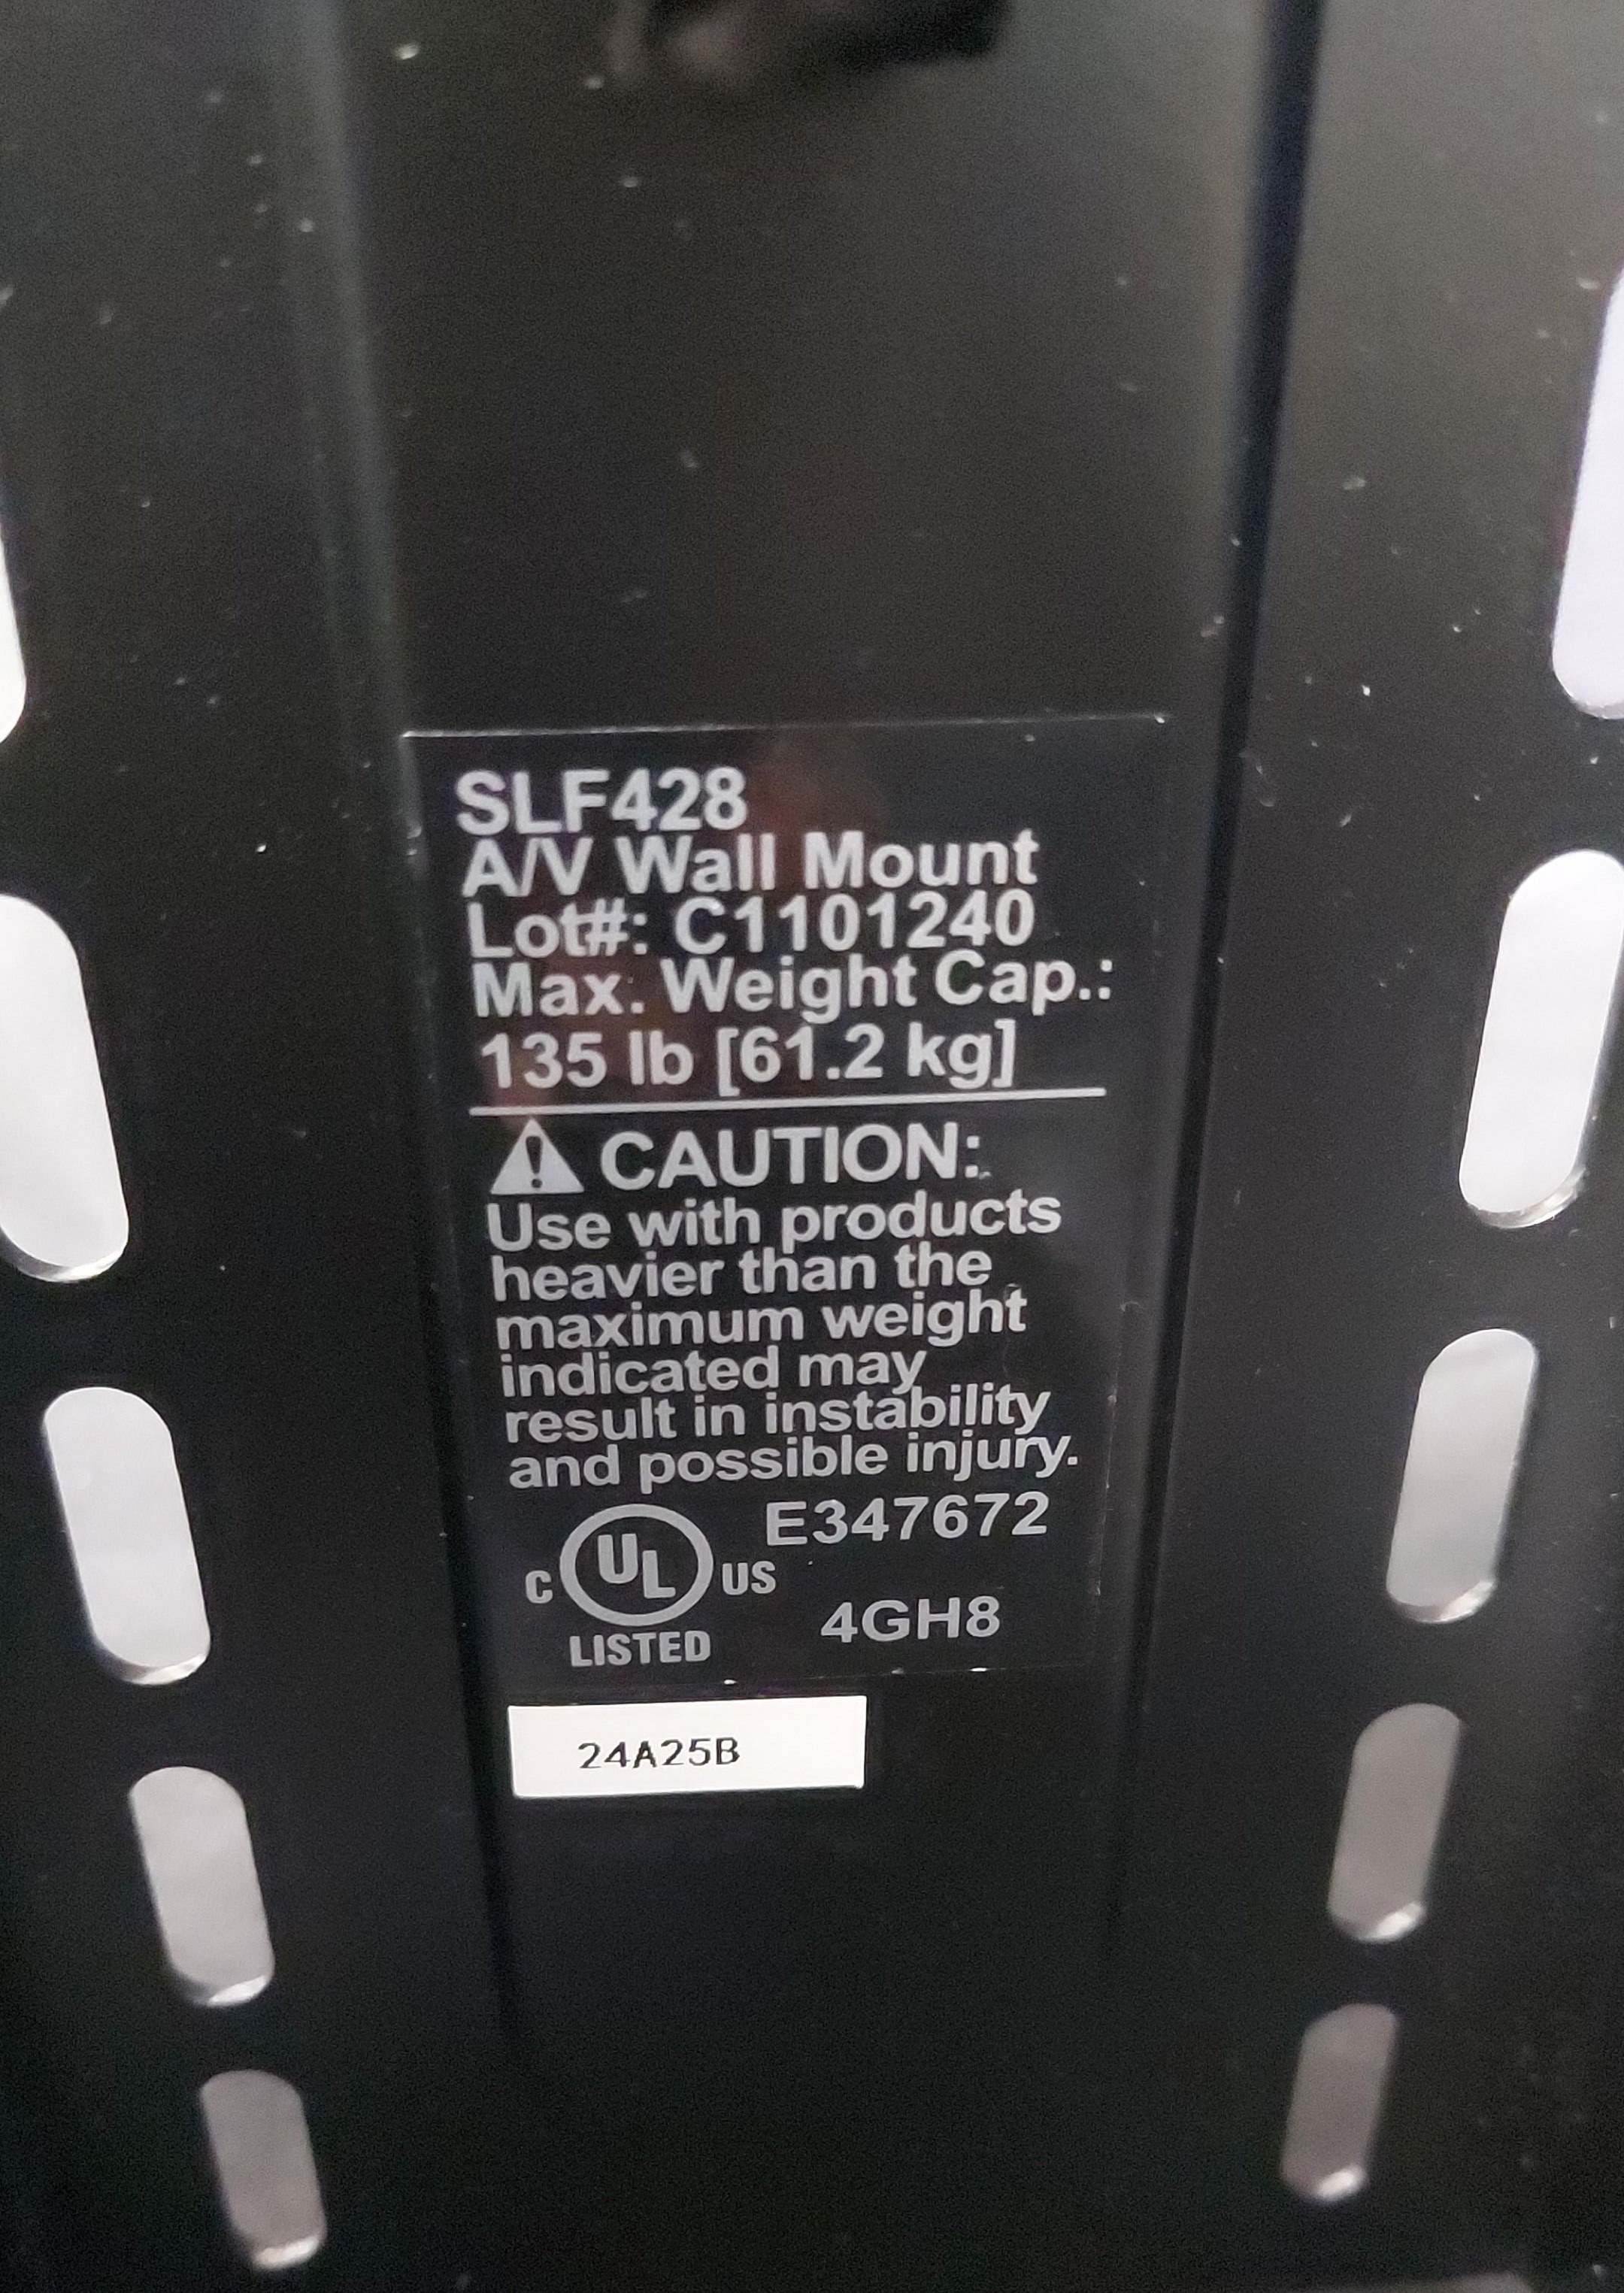 SLF428
A/V Wall Mount
Lot#: C1101240
Max. Weight Cap.:
135 lb [61.2 kg]
CAUTION:
Use with products
heavier than the
maximum weight
indicated may
result in instability
and possible injury.
E347672
C UL US
4GH8
LISTED
24A25B